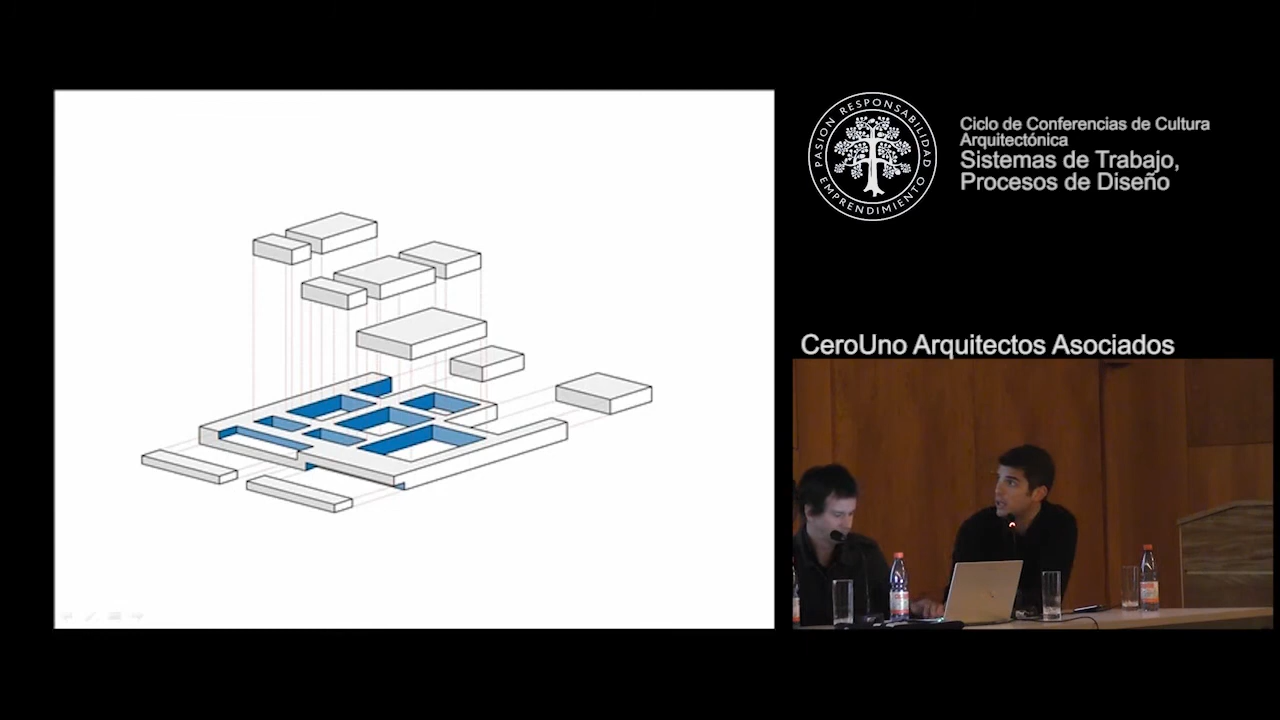 PASION RESPONSABILIDAD
EMPRENDIMIENTO
Ciclo de Conferencias de Cultura
Arquitectónica
Sistemas de Trabajo,
Procesos de Diseño
CeroUno Arquitectos Asociados